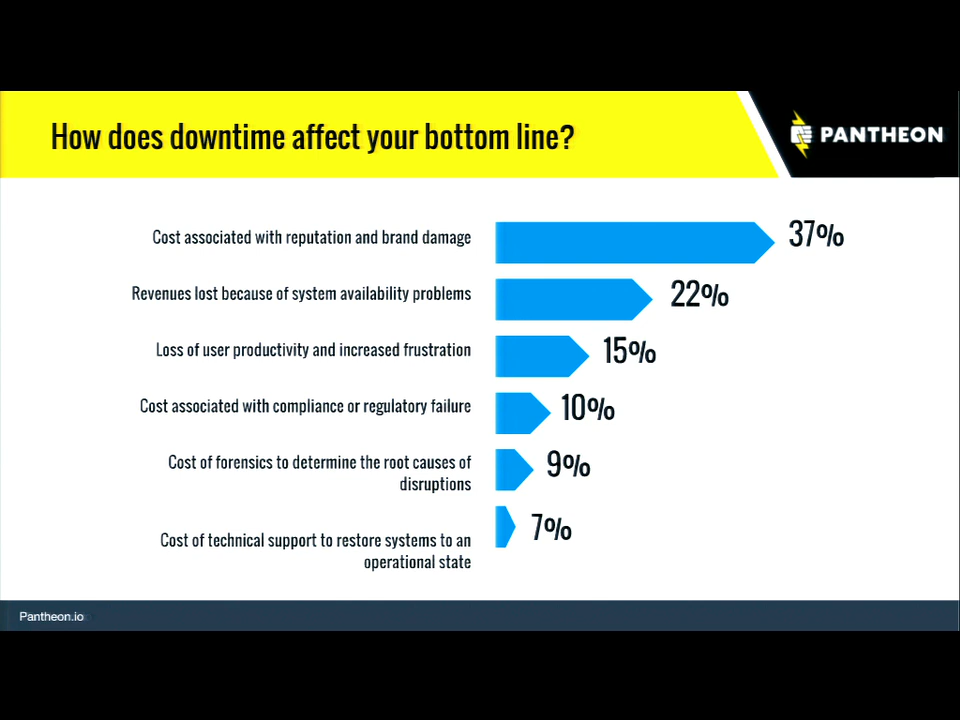 How does downtime affect your bottom line?
PANTHEON
Cost associated with reputation and brand damage
37%
Revenues lost because of system availability problems
22%
Loss of user productivity and increased frustration
15%
Cost associated with compliance or regulatory failure
10%
Cost of forensics to determine the root causes of
disruptions
9%
Cost of technical support to restore systems to an
operational state
7%
Pantheon.io